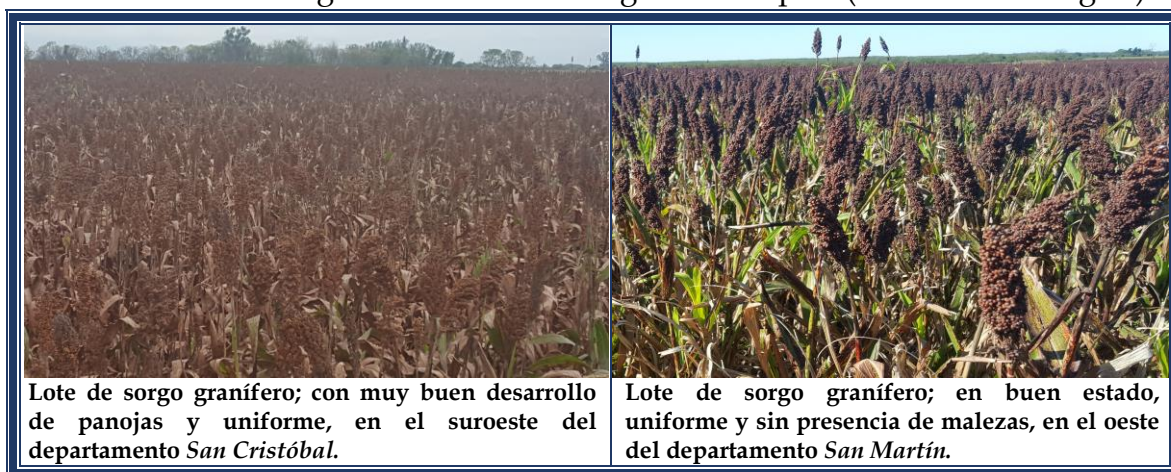 Lote de sorgo granífero; con muy buen desarrollo
de panojas y uniforme, en el suroeste del
departamento San Cristóbal.
Lote de sorgo granífero; en buen estado,
uniforme y sin presencia de malezas, en el oeste
del departamento San Martín.